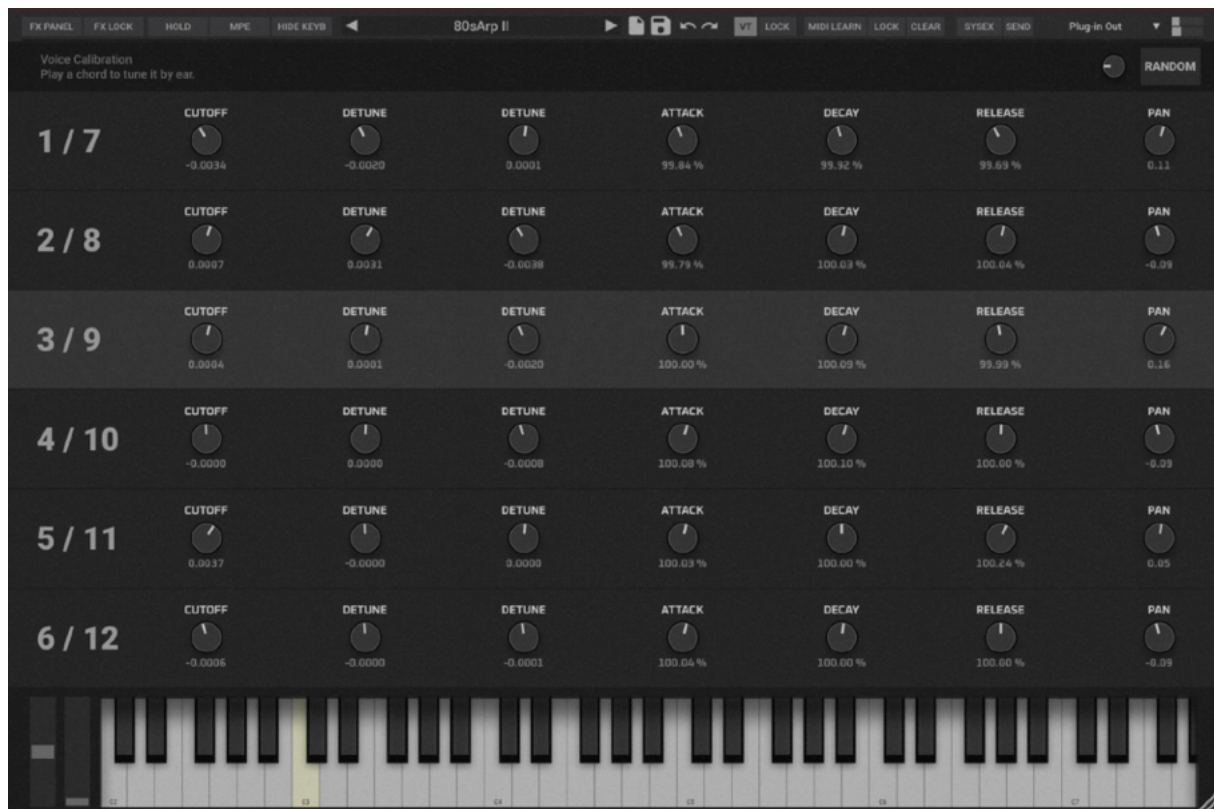 FX PANEL FX LOCK HOLD MPE HIDE KEYB 80sArp II VT LOCK MIDI LEARN LOCK CLEAR SYSEX SEND Plug-in Out
Voice Calibration
Play a chord to tune it by ear.
RANDOM
CUTOFF DETUNE DETUNE ATTACK DECAY RELEASE PAN
1 / 7
-0.0034 -0.0020 0.0001 99.84 % 99.92 % 99.69 % 0.11
CUTOFF DETUNE DETUNE ATTACK DECAY RELEASE PAN
2 / 8
0.0007 0.0031 -0.0038 99.79 % 100.03 % 100.04 % -0.09
CUTOFF DETUNE DETUNE ATTACK DECAY RELEASE PAN
3 / 9
0.0004 0.0001 -0.0020 100.00 % 100.09 % 99.99 % 0.16
CUTOFF DETUNE DETUNE ATTACK DECAY RELEASE PAN
4 / 10
-0.0000 0.0000 -0.0008 100.08 % 100.10 % 100.00 % -0.09
CUTOFF DETUNE DETUNE ATTACK DECAY RELEASE PAN
5 / 11
0.0037 -0.0000 0.0000 100.03 % 100.00 % 100.24 % 0.05
CUTOFF DETUNE DETUNE ATTACK DECAY RELEASE PAN
6 / 12
-0.0006 -0.0000 -0.0001 100.04 % 100.00 % 100.00 % -0.09
C2 C3 C4 C5 C6 C7